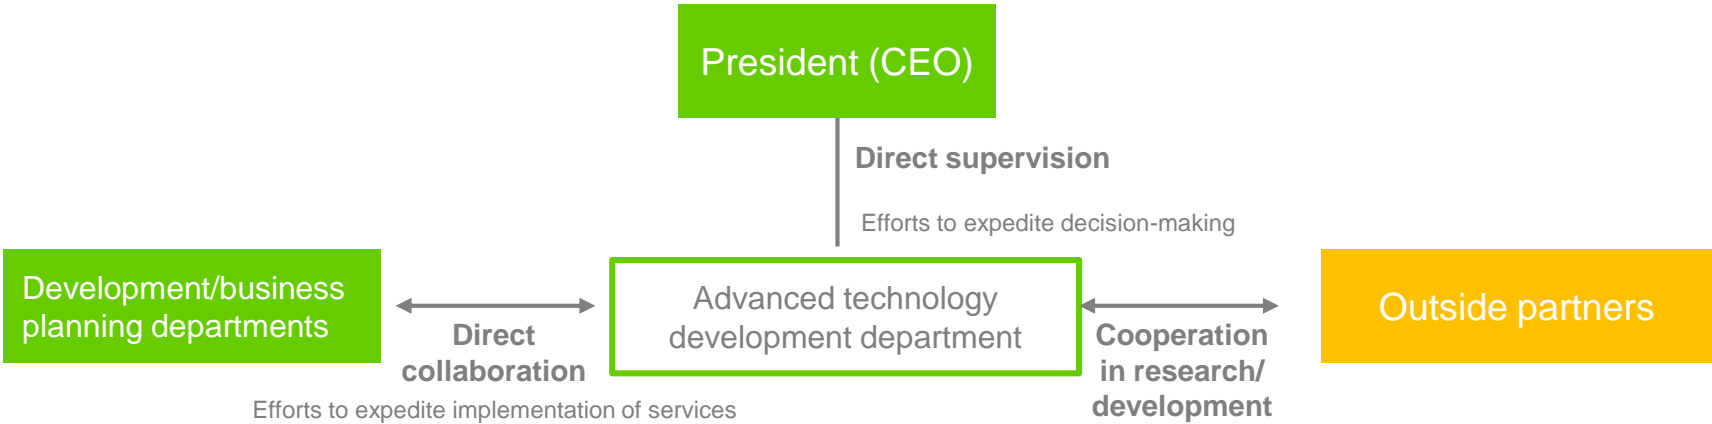 President (CEO)
Direct supervision
Efforts to expedite decision-making
Development/business
planning departments
Direct
collaboration
Efforts to expedite implementation of services
Advanced technology
development department
Cooperation
in research/
development
Outside partners